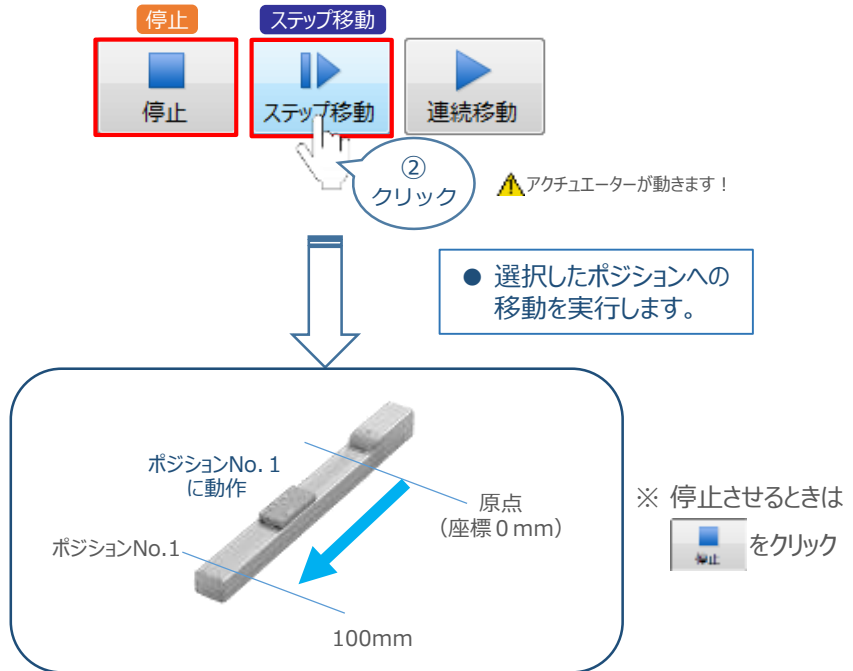 停止
ステップ移動
停止
ステップ移動
連続移動
②
クリック
アクチュエーターが動きます！
● 選択したポジションへの
移動を実行します。
ポジションNo. 1
に動作
原点
（座標０mm）
ポジションNo.1
100mm
※ 停止させるときは
停止
をクリック